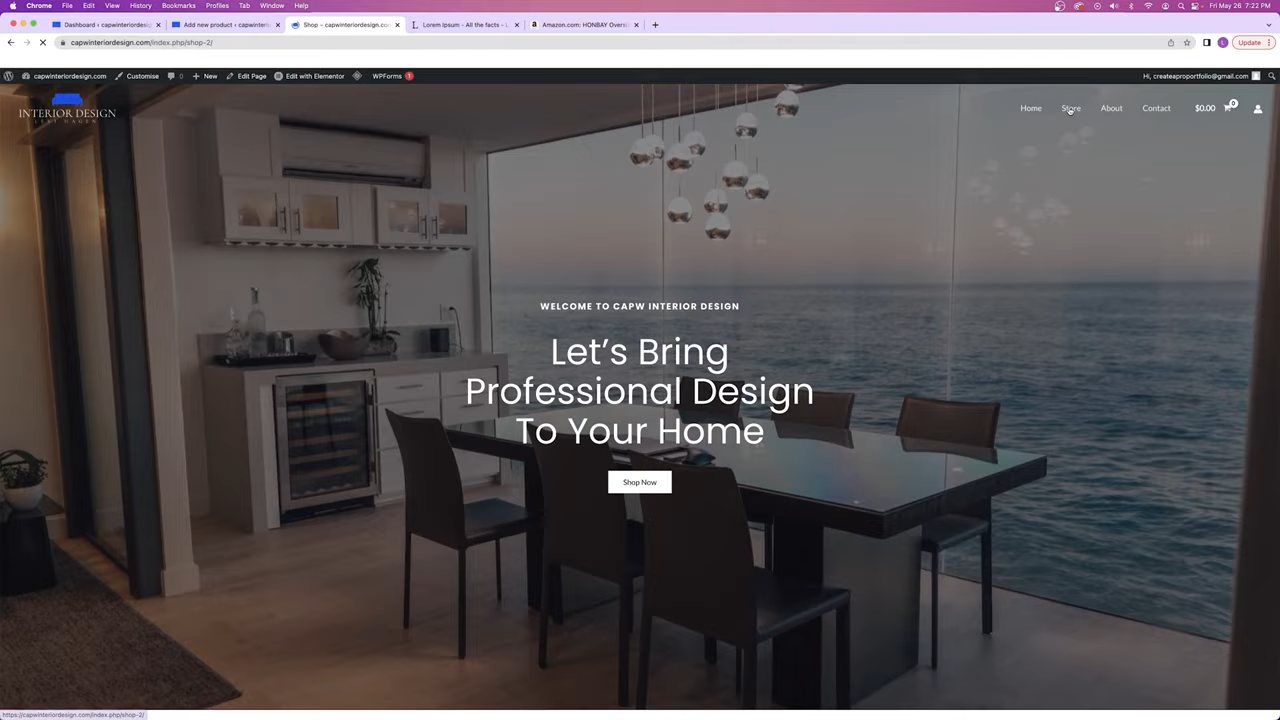 Chrome File Edit View History Bookmarks Profiles Tab Window Help Fri May 26 7:22 PM
Dashboard ‹ capwinteriordesig Add new product ‹ capwinteri Shop – capwinteriordesign.com Lorem Ipsum - All the facts - L Amazon.com: HONBAY Oversi
capwinteriordesign.com/index.php/shop-2/ L Update
capwinteriordesign.com Customise 0 New Edit Page Edit with Elementor WPForms 1 Hi, createaproportfolio@gmail.com
INTERIOR DESIGN
Home Store About Contact $0.00 0
WELCOME TO CAPW INTERIOR DESIGN
Let's Bring
Professional Design
To Your Home
Shop Now
https://capwinteriordesign.com/index.php/shop-2/